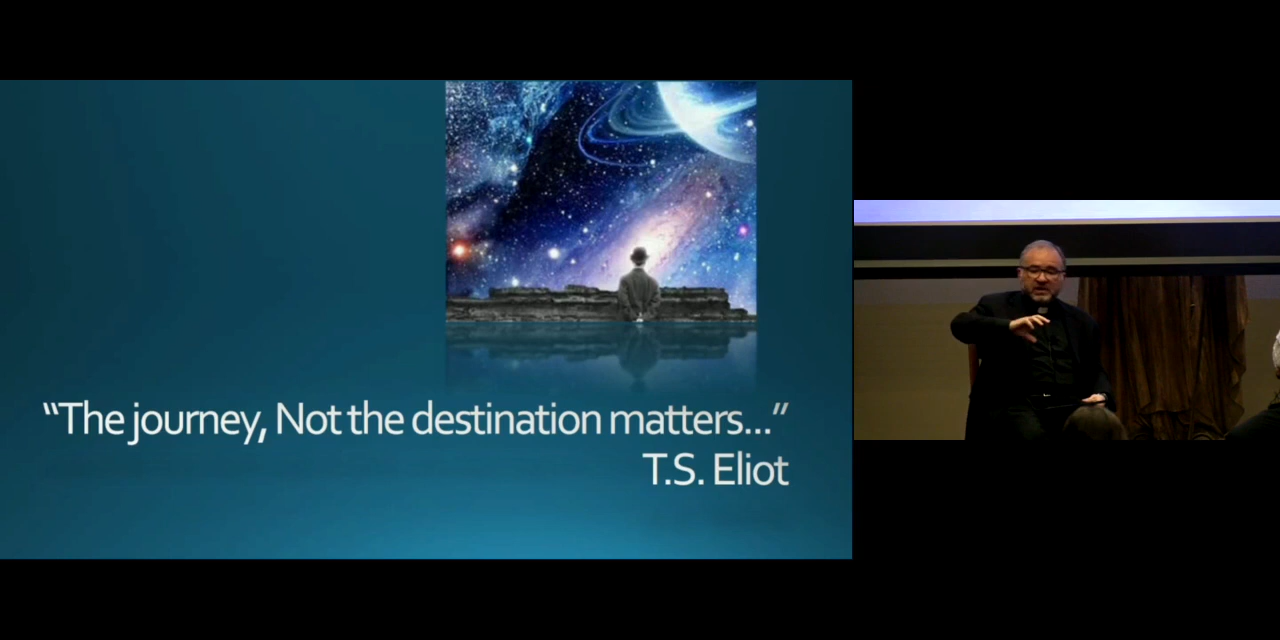 “The journey, Not the destination matters...”
T.S. Eliot